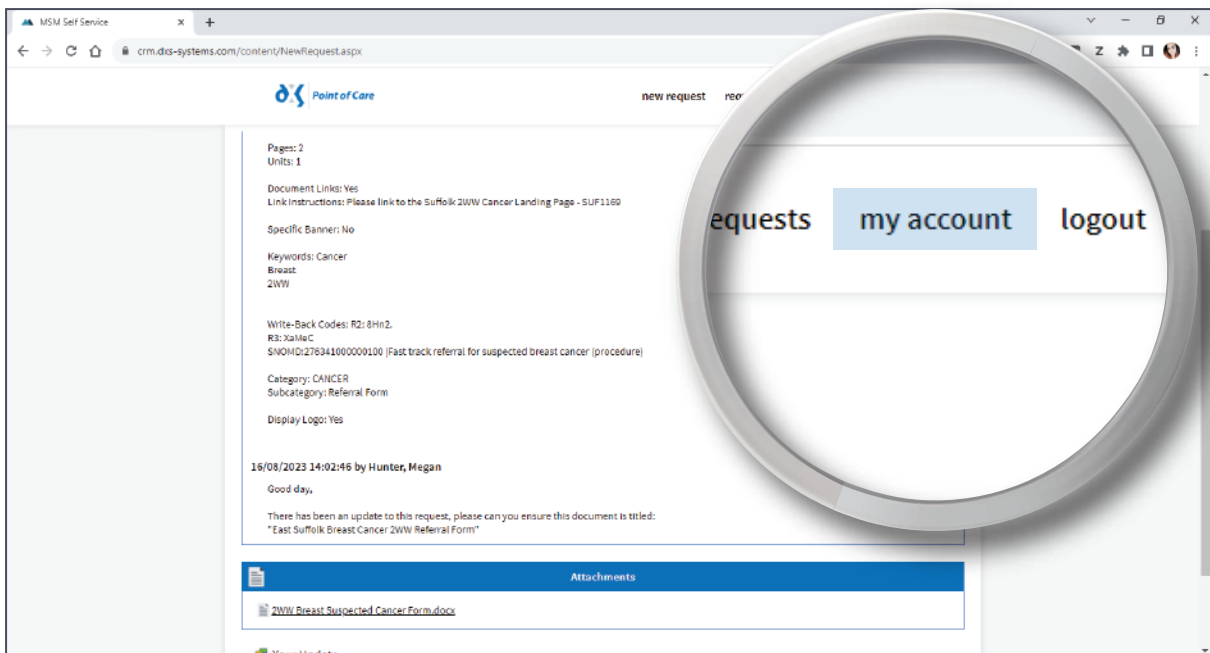 MSM Self Service
crm.dxs-systems.com/content/NewRequest.aspx
Z
Point of Care
new request
equests my account logout
Pages: 2
Units: 1
Document Links: Yes
Link Instructions: Please link to the Suffolk 2WW Cancer Landing Page - SUF1169
Specific Banner: No
Keywords: Cancer
Breast
2WW
Write-Back Codes: R2: 8Hn2.
R3: XaMeC
SNOMD:276341000000100 |Fast track referral for suspected breast cancer (procedure)
Category: CANCER
Subcategory: Referral Form
Display Logo: Yes
16/08/2023 14:02:46 by Hunter, Megan
Good day,
There has been an update to this request, please can you ensure this document is titled:
"East Suffolk Breast Cancer 2WW Referral Form"
Attachments
2WW Breast Suspected Cancer Form.docx